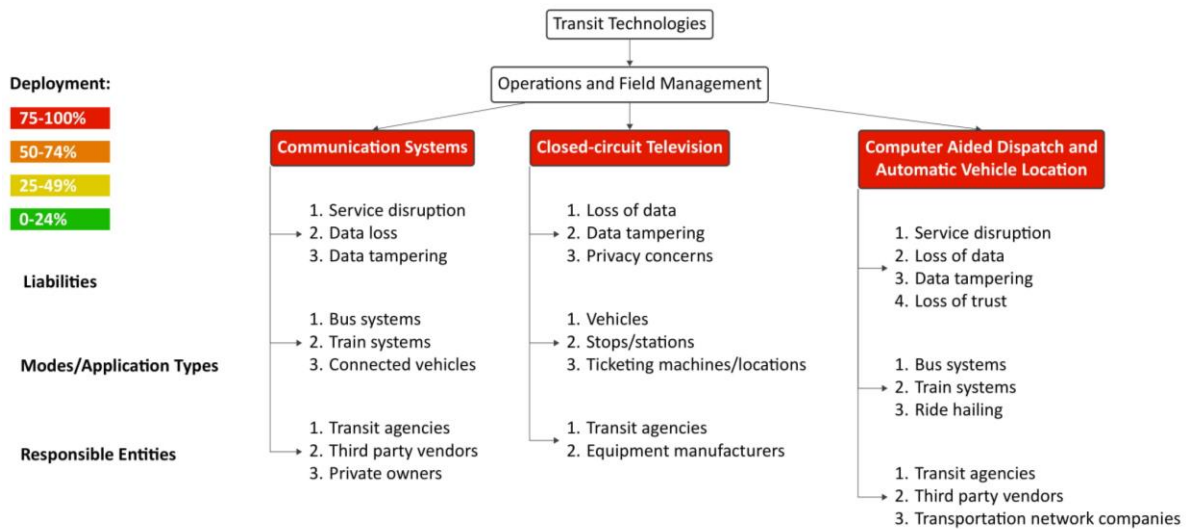 Transit Technologies
Operations and Field Management
Deployment:
75-100%
50-74%
25-49%
0-24%
Liabilities
Modes/Application Types
Responsible Entities
Communication Systems
1. Service disruption
2. Data loss
3. Data tampering
1. Bus systems
2. Train systems
3. Connected vehicles
1. Transit agencies
2. Third party vendors
3. Private owners
Closed-circuit Television
1. Loss of data
2. Data tampering
3. Privacy concerns
1. Vehicles
2. Stops/stations
3. Ticketing machines/locations
1. Transit agencies
2. Equipment manufacturers
Computer Aided Dispatch and
Automatic Vehicle Location
1. Service disruption
2. Loss of data
3. Data tampering
4. Loss of trust
1. Bus systems
2. Train systems
3. Ride hailing
1. Transit agencies
2. Third party vendors
3. Transportation network companies